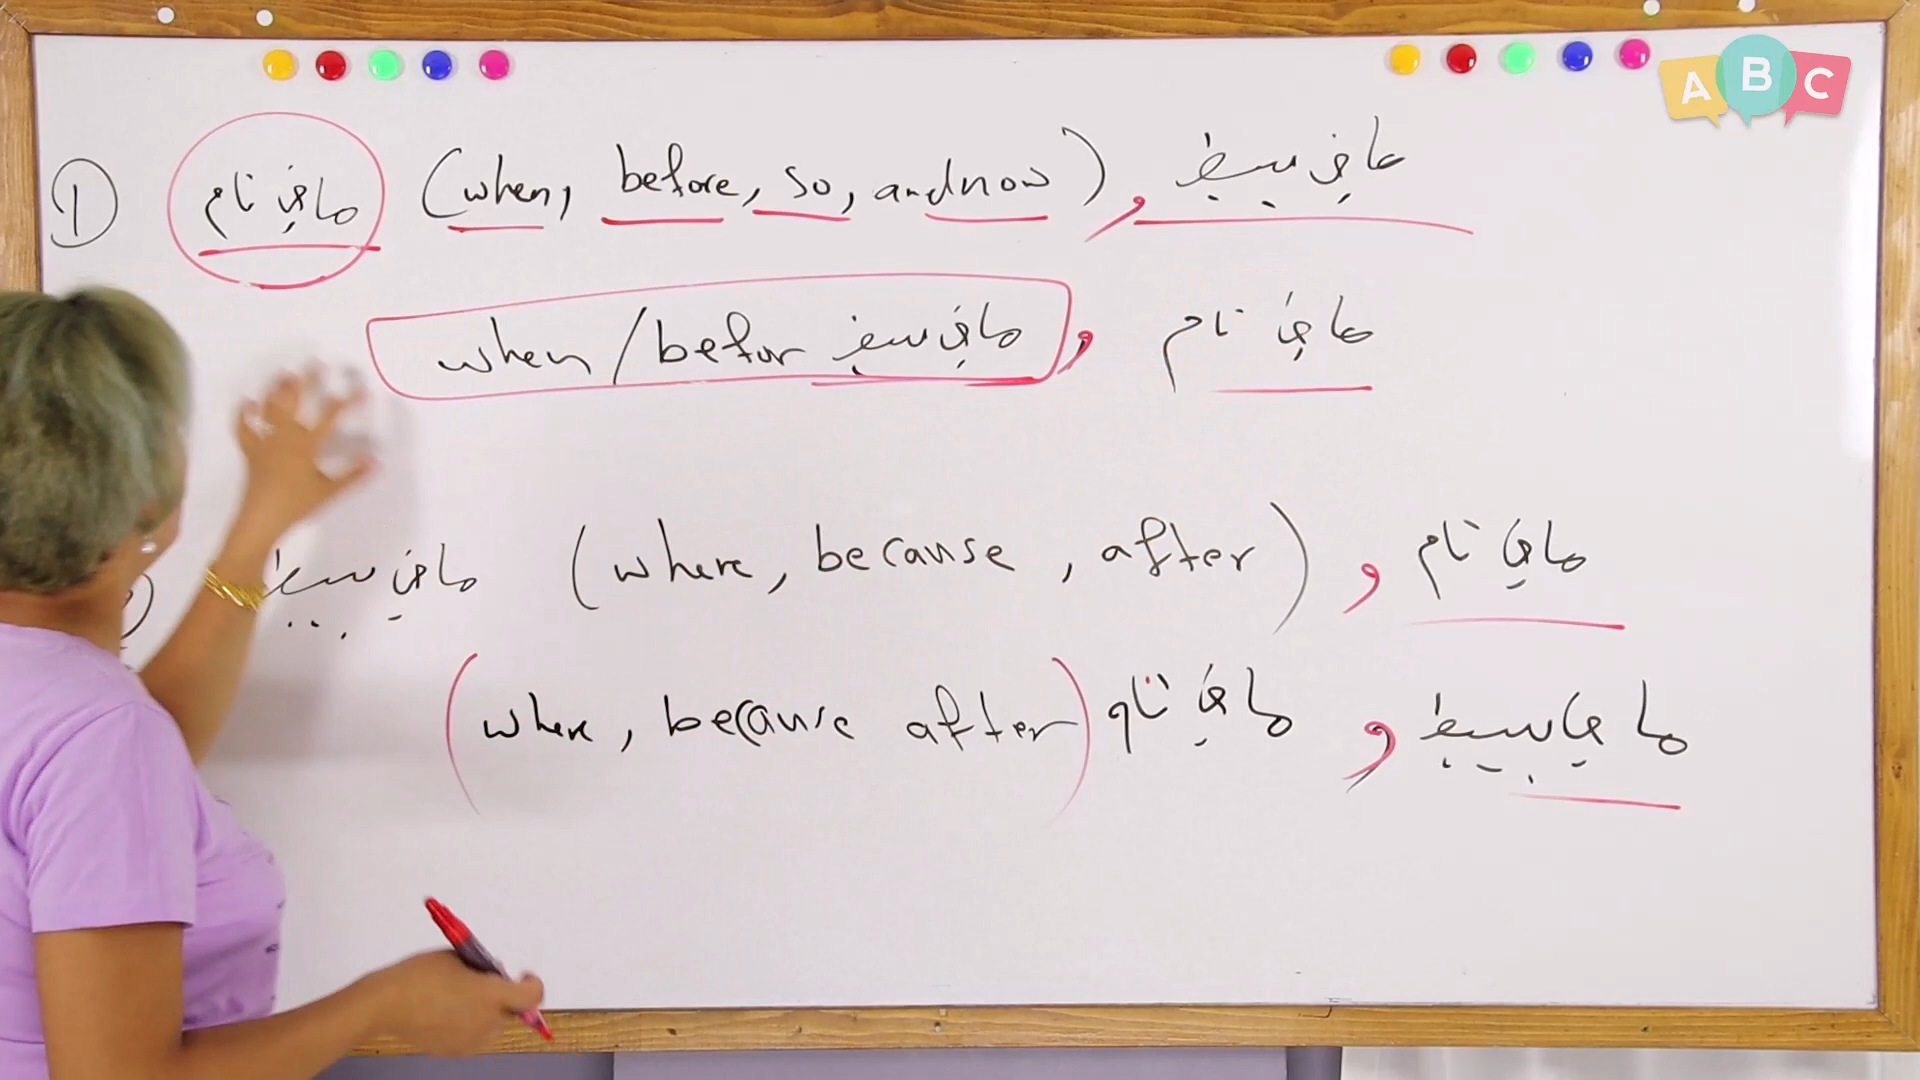 ① ماضي تام (when, before, so, and now) , ماضي بسيط
when / befor ماضي بسيط , ماضي تام
ماضي بسيط (where, because, after) , ماضي تام
(where, because after) ماضي تام , ماضي بسيط
A B C